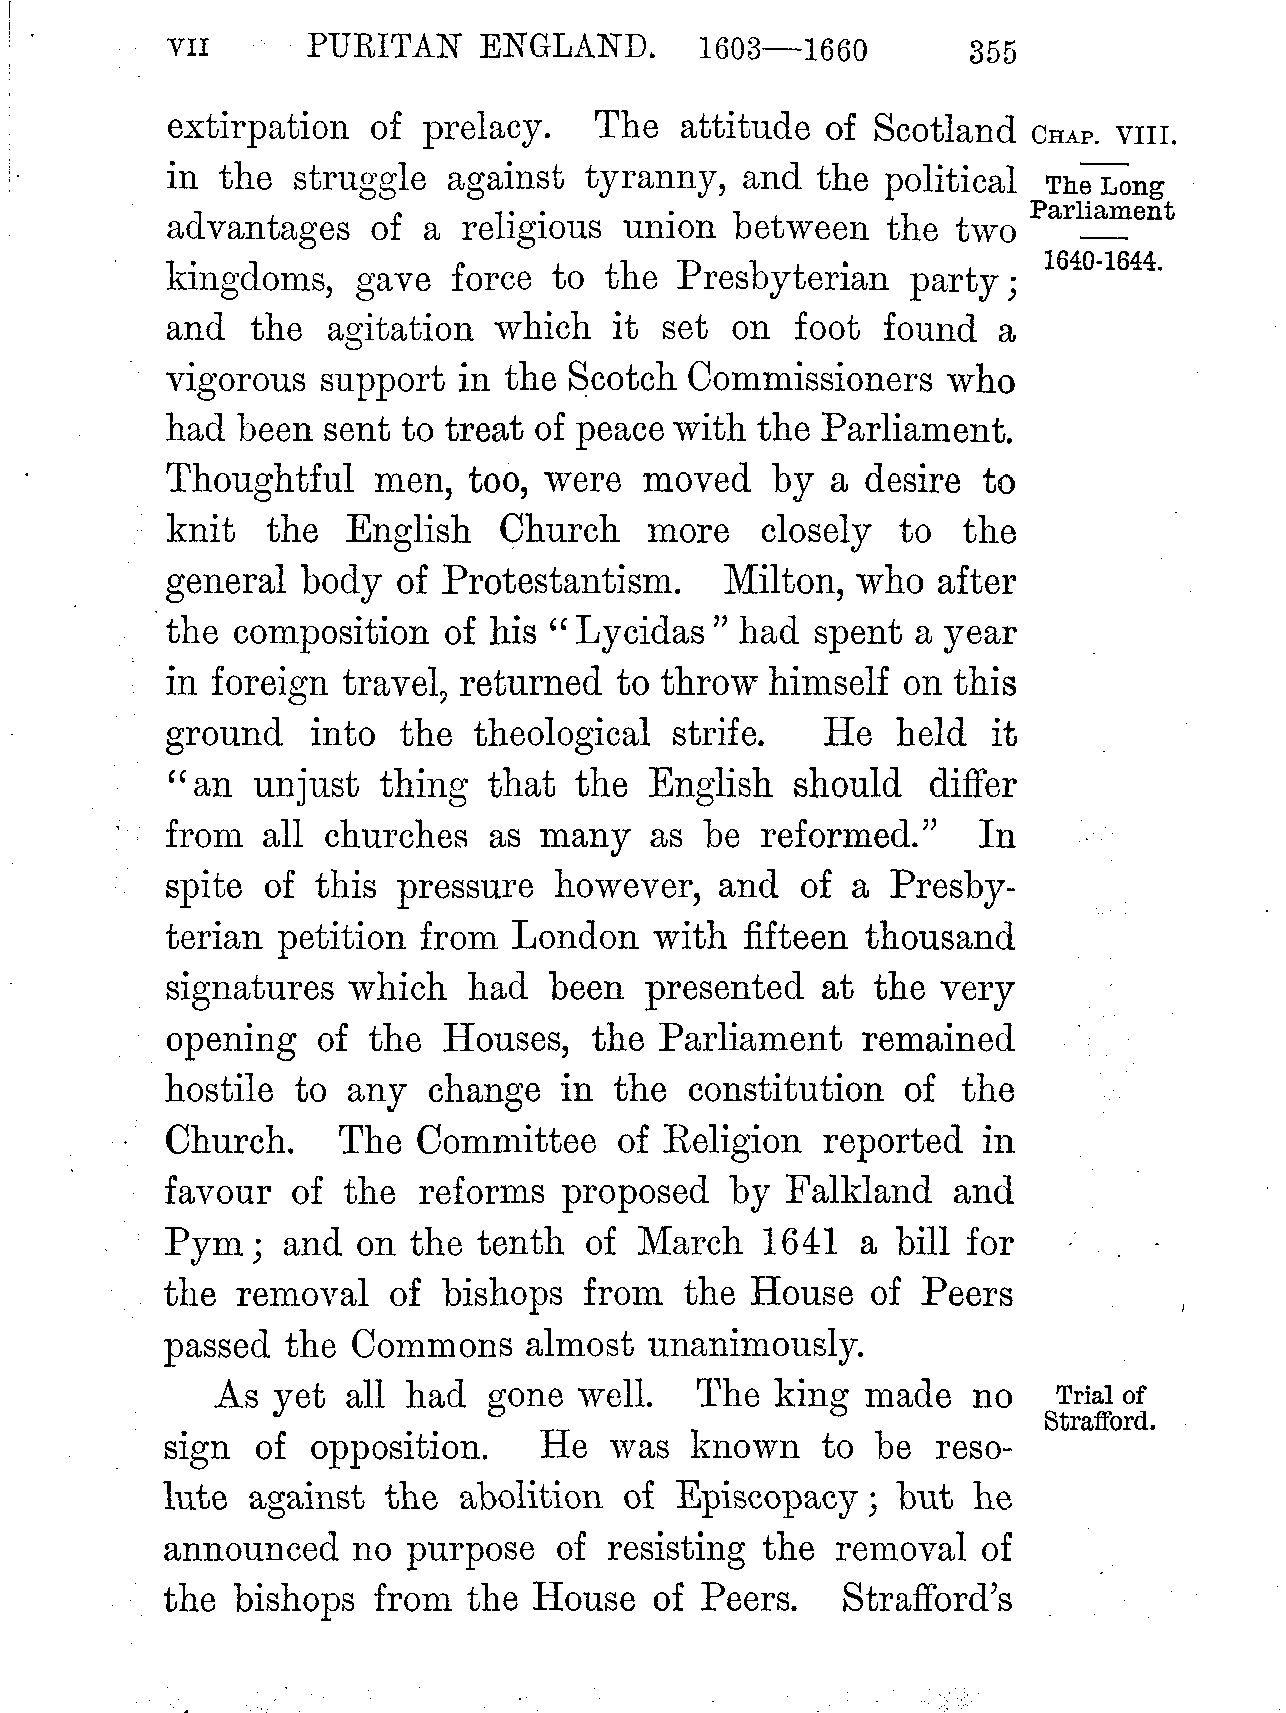 VII PURITAN ENGLAND. 1603—1660 355
extirpation of prelacy. The attitude of Scotland
in the struggle against tyranny, and the political
advantages of a religious union between the two
kingdoms, gave force to the Presbyterian party;
and the agitation which it set on foot found a
vigorous support in the Scotch Commissioners who
had been sent to treat of peace with the Parliament.
Thoughtful men, too, were moved by a desire to
knit the English Church more closely to the
general body of Protestantism. Milton, who after
the composition of his “Lycidas” had spent a year
in foreign travel, returned to throw himself on this
ground into the theological strife. He held it
“an unjust thing that the English should differ
from all churches as many as be reformed.” In
spite of this pressure however, and of a Presby-
terian petition from London with fifteen thousand
signatures which had been presented at the very
opening of the Houses, the Parliament remained
hostile to any change in the constitution of the
Church. The Committee of Religion reported in
favour of the reforms proposed by Falkland and
Pym; and on the tenth of March 1641 a bill for
the removal of bishops from the House of Peers
passed the Commons almost unanimously.
As yet all had gone well. The king made no
sign of opposition. He was known to be reso-
lute against the abolition of Episcopacy; but he
announced no purpose of resisting the removal of
the bishops from the House of Peers. Strafford's
CHAP. VIII.
The Long
Parliament
1640-1644.
Trial of
Strafford.